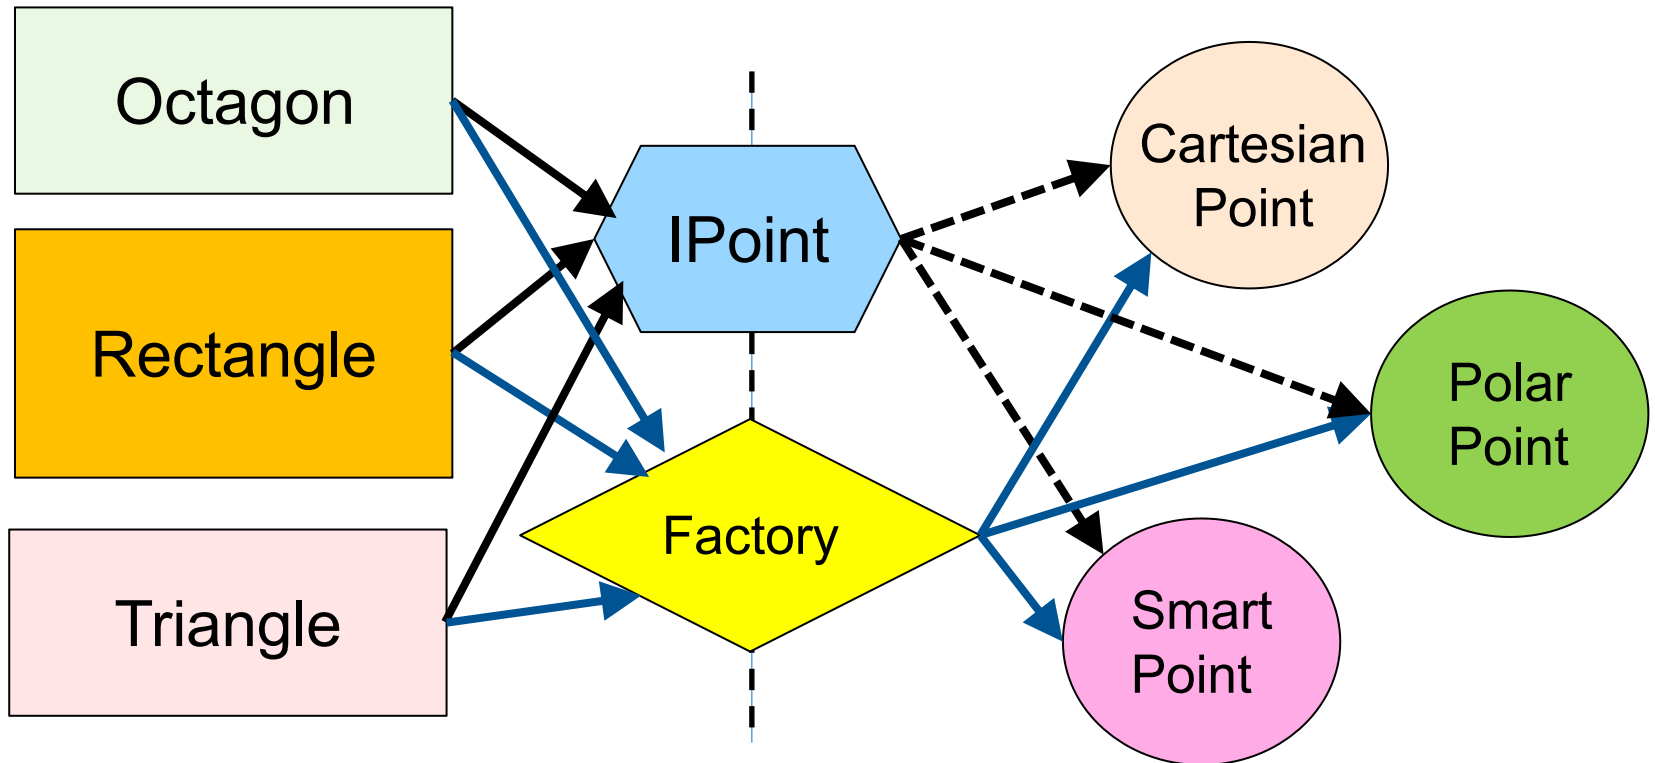 Octagon
Rectangle
Triangle
IPoint
Factory
Cartesian
Point
Polar
Point
Smart
Point